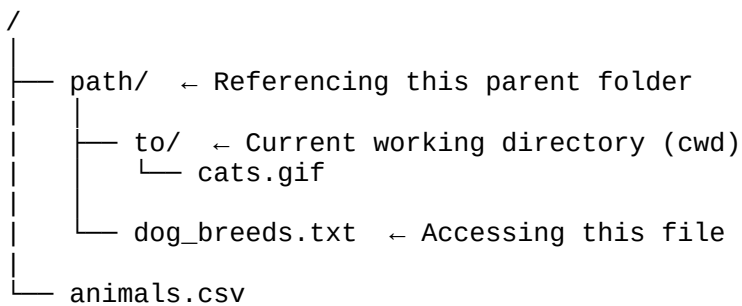 /
path/ ← Referencing this parent folder
to/ ← Current working directory (cwd)
cats.gif
dog_breeds.txt ← Accessing this file
animals.csv